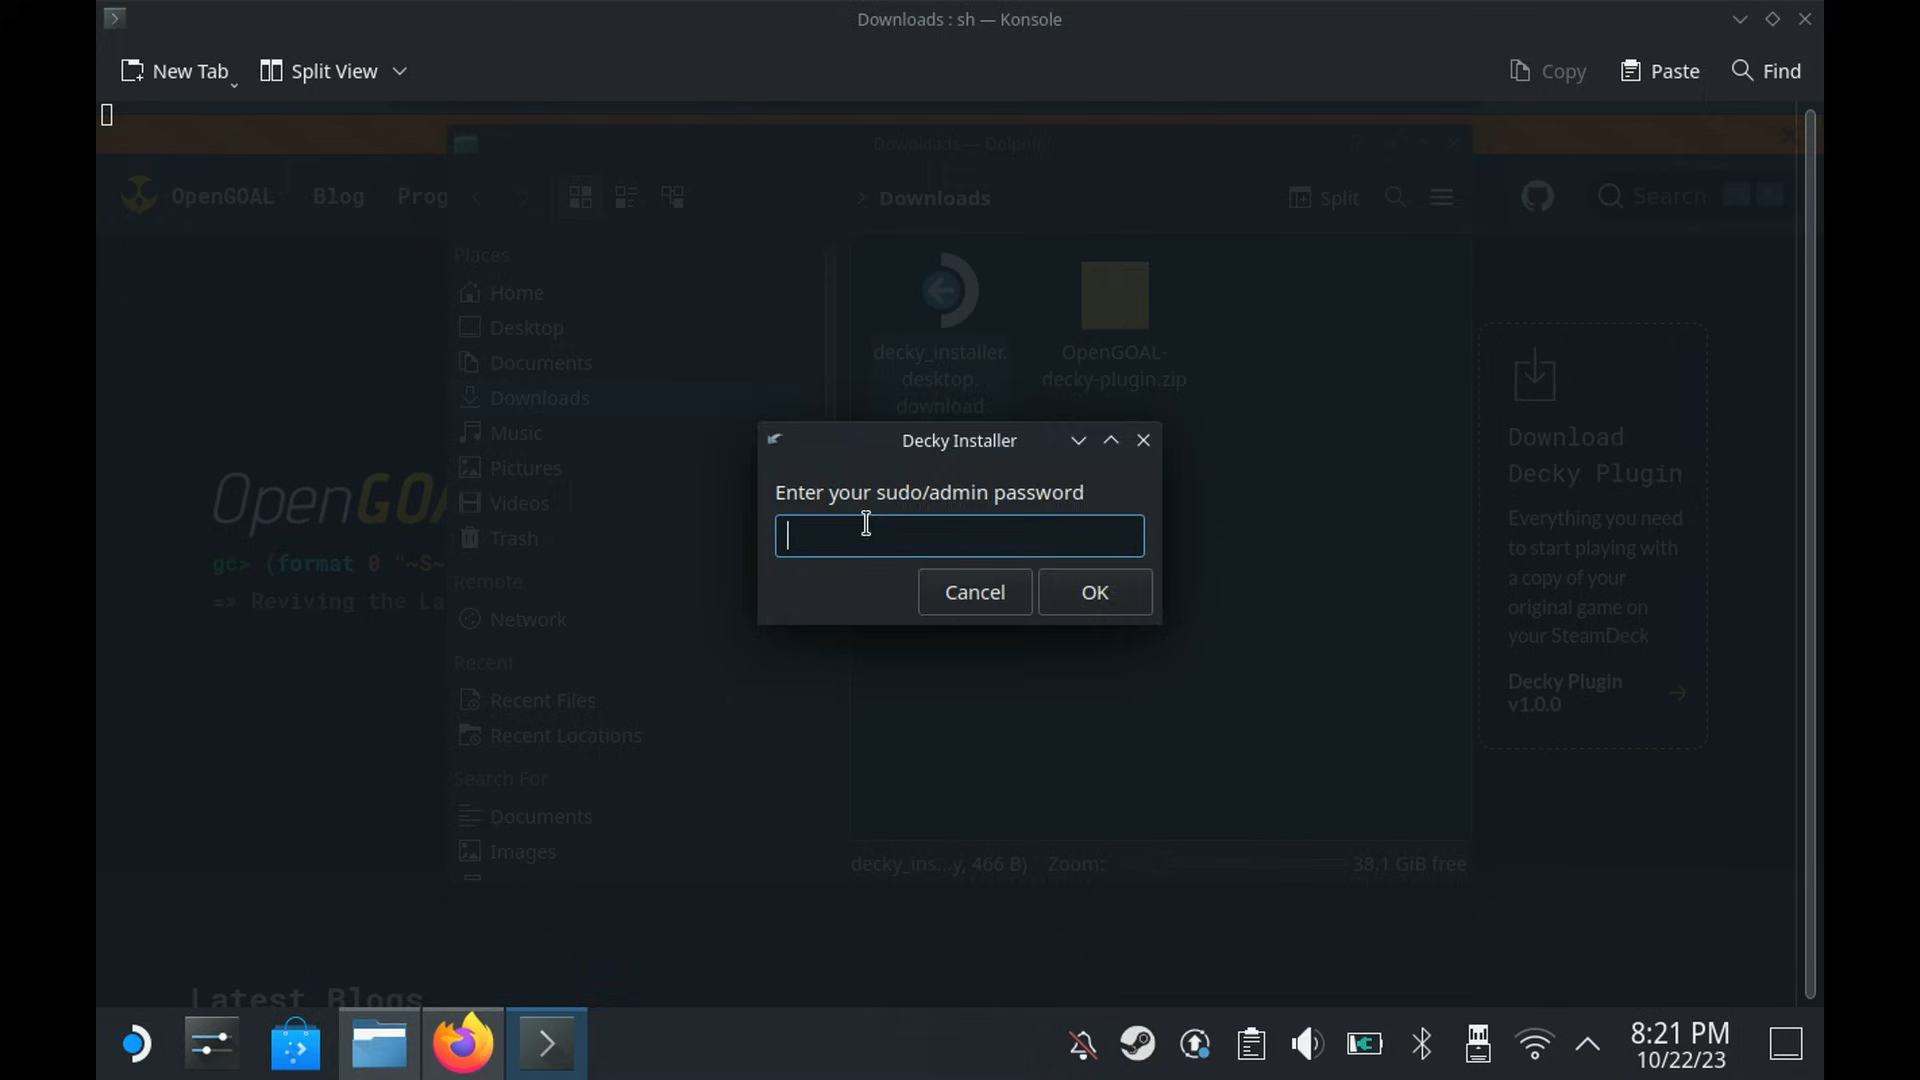 Downloads : sh — Konsole
New Tab
Split View
Copy
Paste
Find
Downloads — Dolphin
OpenGOAL
Blog
Prog
Downloads
Split
Search
Places
Home
Desktop
Documents
Downloads
Music
Pictures
Videos
Trash
Remote
Network
Recent
Recent Files
Recent Locations
Search For
Documents
Images
decky_installer.
desktop.
download
OpenGOAL-
decky-plugin.zip
OpenGOA
gc> (format 0 "~S~
=> Reviving the La
Decky Installer
Enter your sudo/admin password
Cancel
OK
Download
Decky Plugin
Everything you need
to start playing with
a copy of your
original game on
your SteamDeck
Decky Plugin
v1.0.0
decky_ins...y, 466 B)
Zoom:
38.1 GiB free
Latest Blogs
8:21 PM
10/22/23